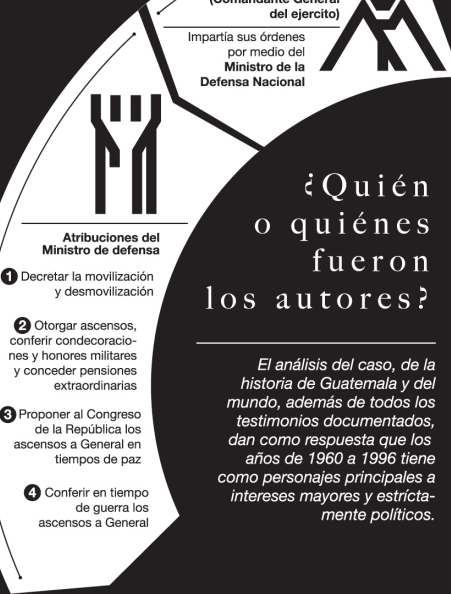 (Comandante General
del ejercito)
Impartía sus órdenes
por medio del
Ministro de la
Defensa Nacional
Atribuciones del
Ministro de defensa
1 Decretar la movilización
y desmovilización
2 Otorgar ascensos,
conferir condecoracio-
nes y honores militares
y conceder pensiones
extraordinarias
3 Proponer al Congreso
de la República los
ascensos a General en
tiempos de paz
4 Conferir en tiempo
de guerra los
ascensos a General
¿Quién
o quiénes
fueron
los autores?
El análisis del caso, de la
historia de Guatemala y del
mundo, además de todos los
testimonios documentados,
dan como respuesta que los
años de 1960 a 1996 tiene
como personajes principales a
intereses mayores y estrícta-
mente políticos.